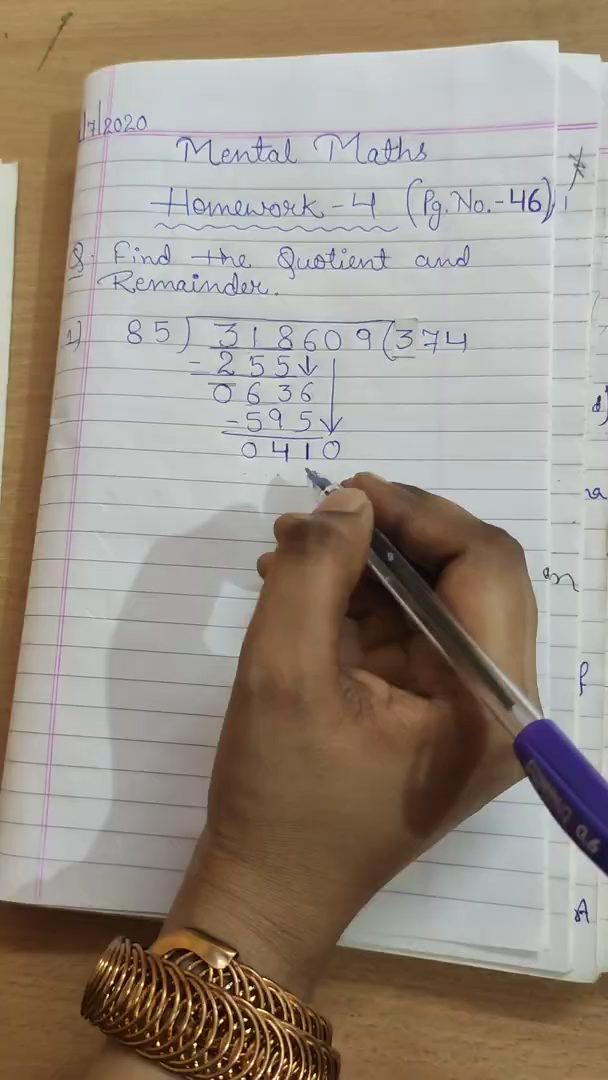 /7/2020
Mental Maths
Homework-4 (Pg. No.-46)
Q. Find the Quotient and
Remainder.
1) 85) 318609(374
-255↓
0636
-595↓
0410